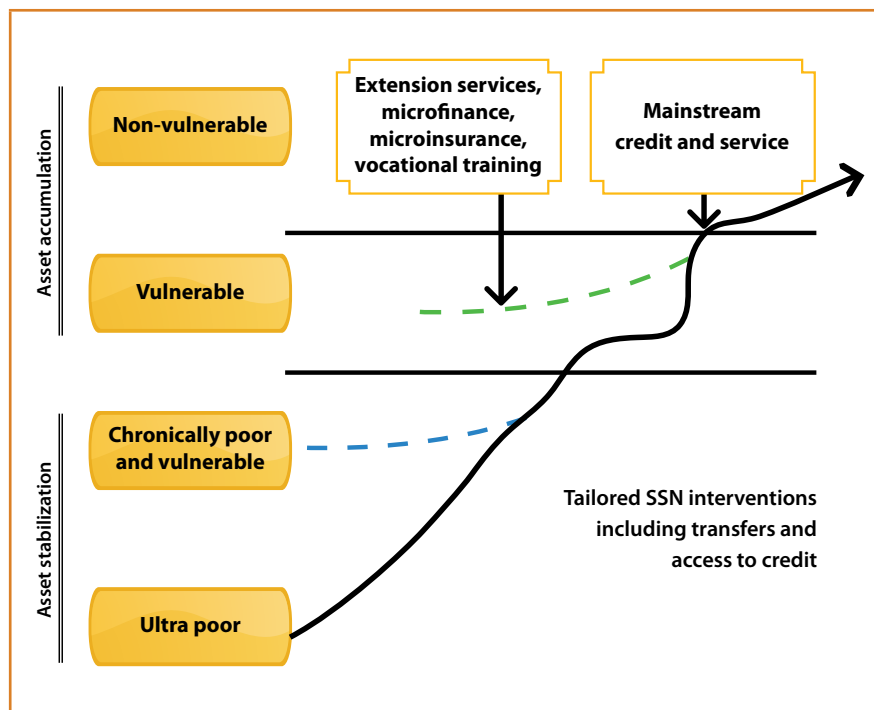 Asset accumulation
Non-vulnerable
Extension services,
microfinance,
microinsurance,
vocational training
Mainstream
credit and service
Vulnerable
Asset stabilization
Chronically poor
and vulnerable
Tailored SSN interventions
including transfers and
access to credit
Ultra poor